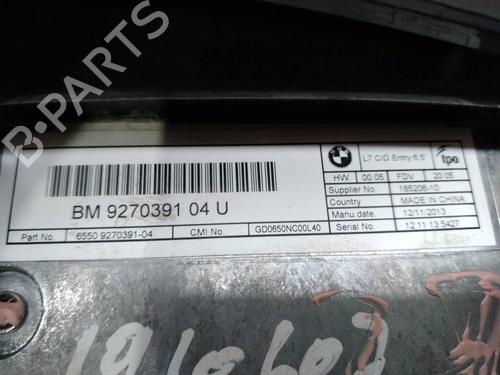 B-PARTS
BMW
L7 CID Entry 6.5"
tpo
HW 00 05 FDV 20 05
Supplier No. 185206-10
Country MADE IN CHINA
Manu.date 12/11/2013
Serial No. 12 11 13 5427
BM 9270391 04 U
Part No. 6550 9270391-04 CMI No. GD0650NC00L40